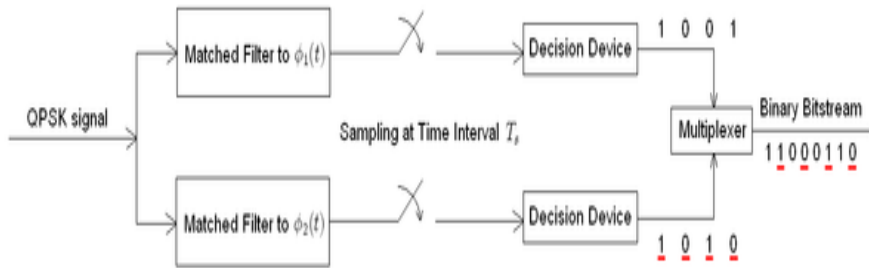 Matched Filter to ϕ₁(t)
Decision Device
1 0 0 1
QPSK signal
Sampling at Time Interval Tₛ
Multiplexer
Binary Bitstream
11000110
Matched Filter to ϕ₂(t)
Decision Device
1 0 1 0